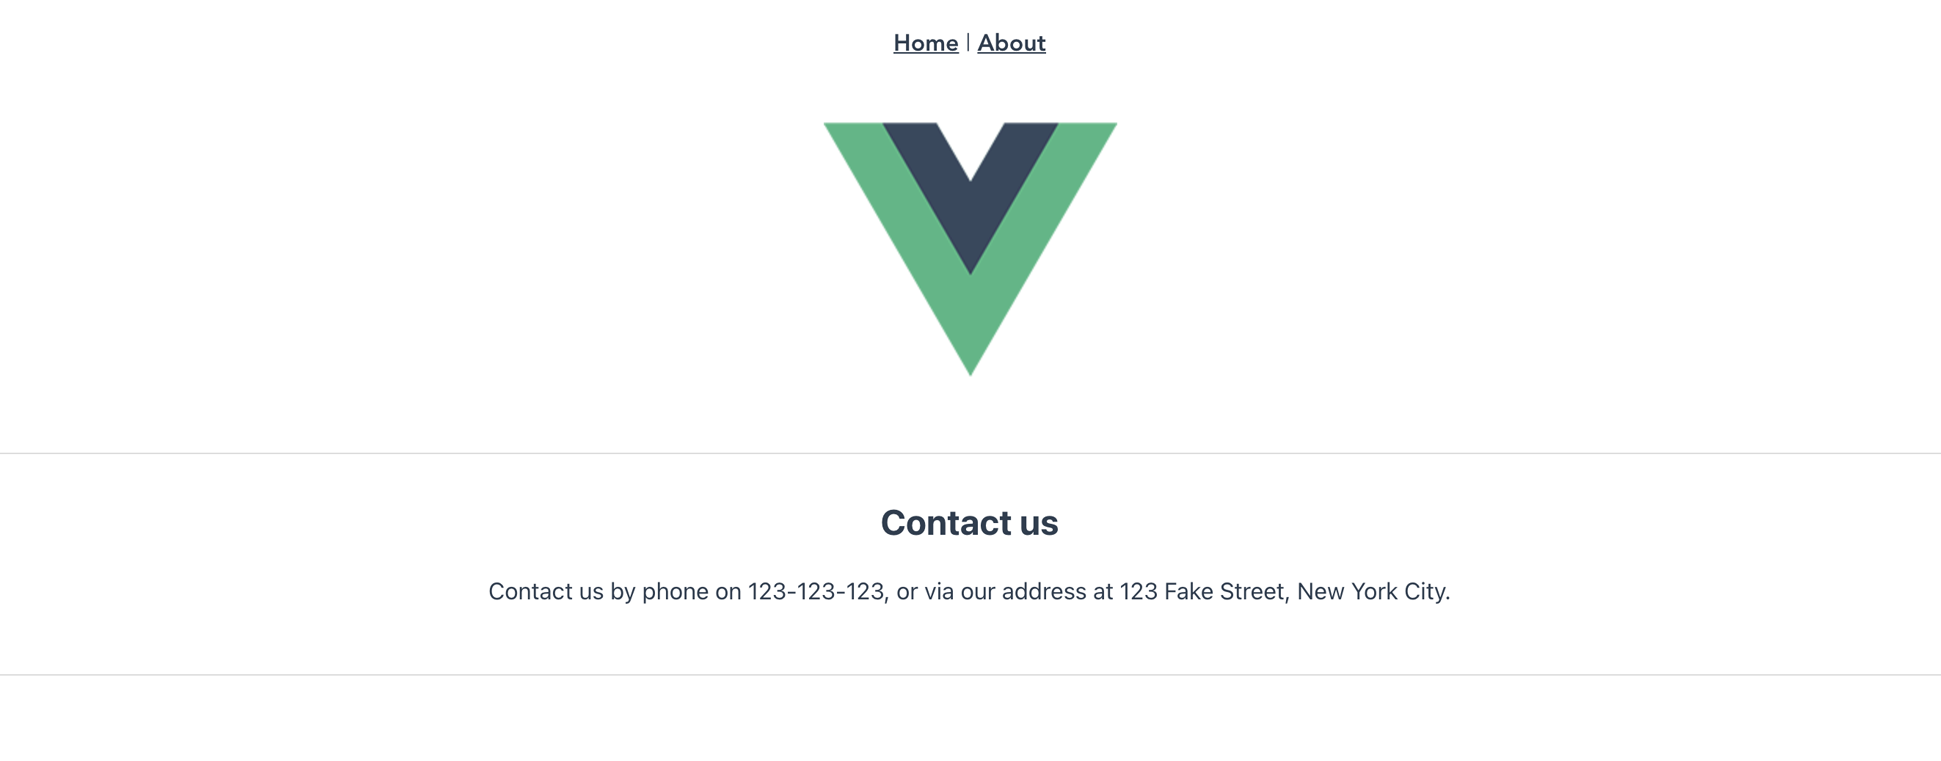 Home | About
Contact us
Contact us by phone on 123-123-123, or via our address at 123 Fake Street, New York City.